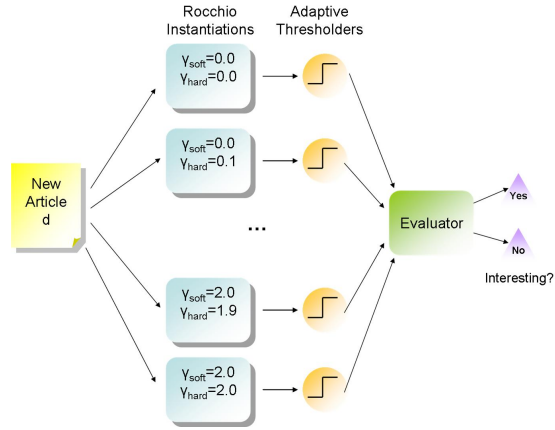 Rocchio
Instantiations
Adaptive
Thresholders
γsoft=0.0
γhard=0.0
γsoft=0.0
γhard=0.1
New
Article
d
...
Evaluator
Yes
No
Interesting?
γsoft=2.0
γhard=1.9
γsoft=2.0
γhard=2.0